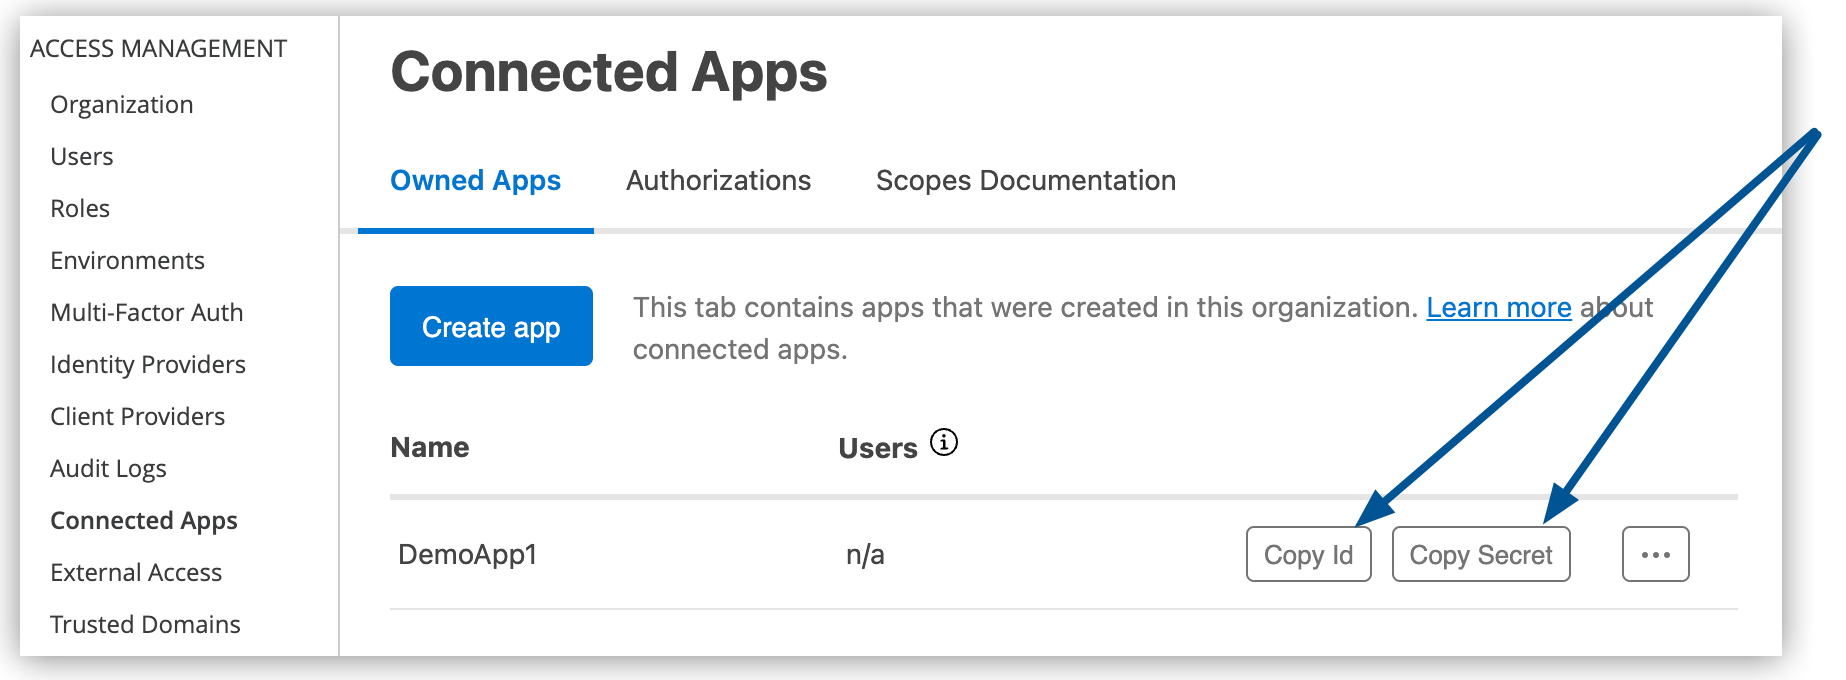 ACCESS MANAGEMENT
Organization
Users
Roles
Environments
Multi-Factor Auth
Identity Providers
Client Providers
Audit Logs
Connected Apps
External Access
Trusted Domains
Connected Apps
Owned Apps Authorizations Scopes Documentation
Create app
This tab contains apps that were created in this organization. Learn more about
connected apps.
Name Users
DemoApp1 n/a Copy Id Copy Secret ...